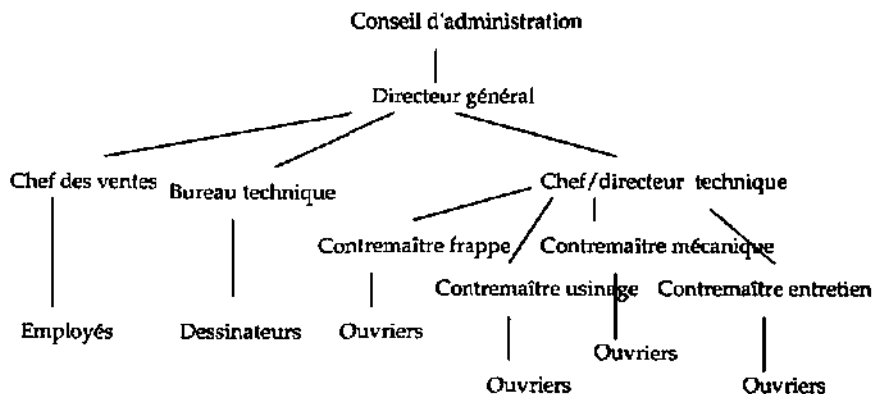 Conseil d'administration
Directeur général
Chef des ventes
Bureau technique
Chef/directeur technique
Contremaître frappe
Contremaître mécanique
Contremaître usinage
Contremaître entretien
Employés
Dessinateurs
Ouvriers
Ouvriers
Ouvriers
Ouvriers